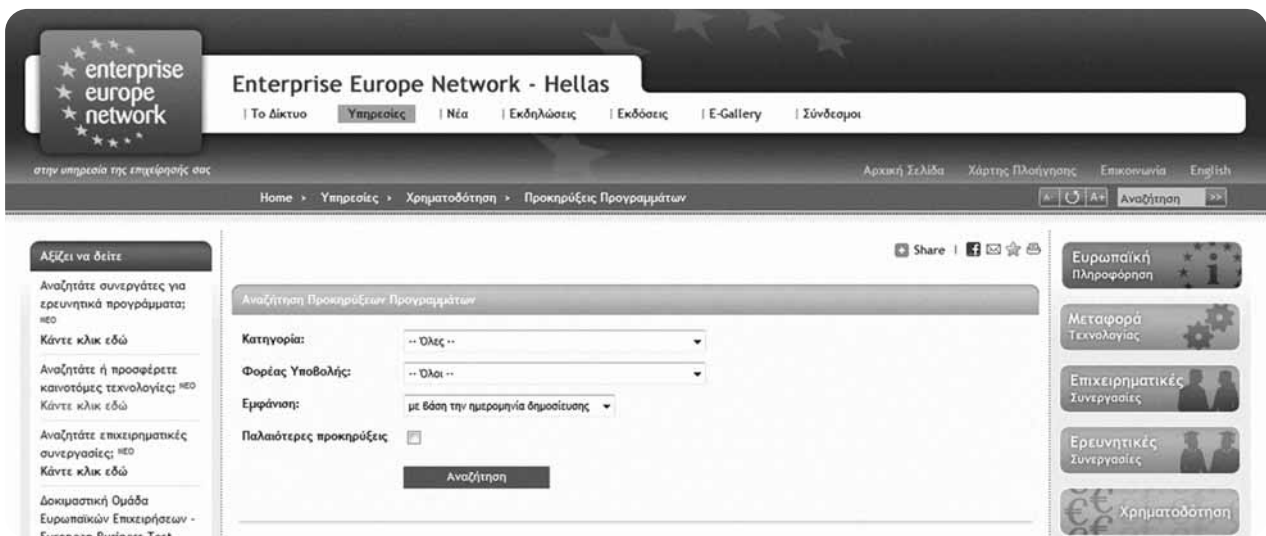 enterprise
europe
network
Enterprise Europe Network - Hellas
| Το Δίκτυο Υπηρεσίες | Νέα | Εκδηλώσεις | Εκδόσεις | E-Gallery | Σύνδεσμοι
στην υπηρεσία της επιχείρησής σας
Αρχική Σελίδα Χάρτης Πλοήγησης Επικοινωνία English
Home > Υπηρεσίες > Χρηματοδότηση > Προκηρύξεις Προγραμμάτων
A- A+ Αναζήτηση >>
Αξίζει να δείτε
Αναζητάτε συνεργάτες για
ερευνητικά προγράμματα;
ΝΕΟ
Κάντε κλικ εδώ
Αναζητάτε ή προσφέρετε
καινοτόμες τεχνολογίες; ΝΕΟ
Κάντε κλικ εδώ
Αναζητάτε επιχειρηματικές
συνεργασίες; ΝΕΟ
Κάντε κλικ εδώ
Δοκιμαστική Ομάδα
Ευρωπαϊκών Επιχειρήσεων -
European Business Test
Share |
Αναζήτηση Προκηρύξεων Προγραμμάτων
Κατηγορία: -- Όλες --
Φορέας Υποβολής: -- Όλοι --
Εμφάνιση: με βάση την ημερομηνία δημοσίευσης
Παλαιότερες προκηρύξεις
Αναζήτηση
Ευρωπαϊκή
Πληροφόρηση
Μεταφορά
Τεχνολογίας
Επιχειρηματικές
Συνεργασίες
Ερευνητικές
Συνεργασίες
Χρηματοδότηση